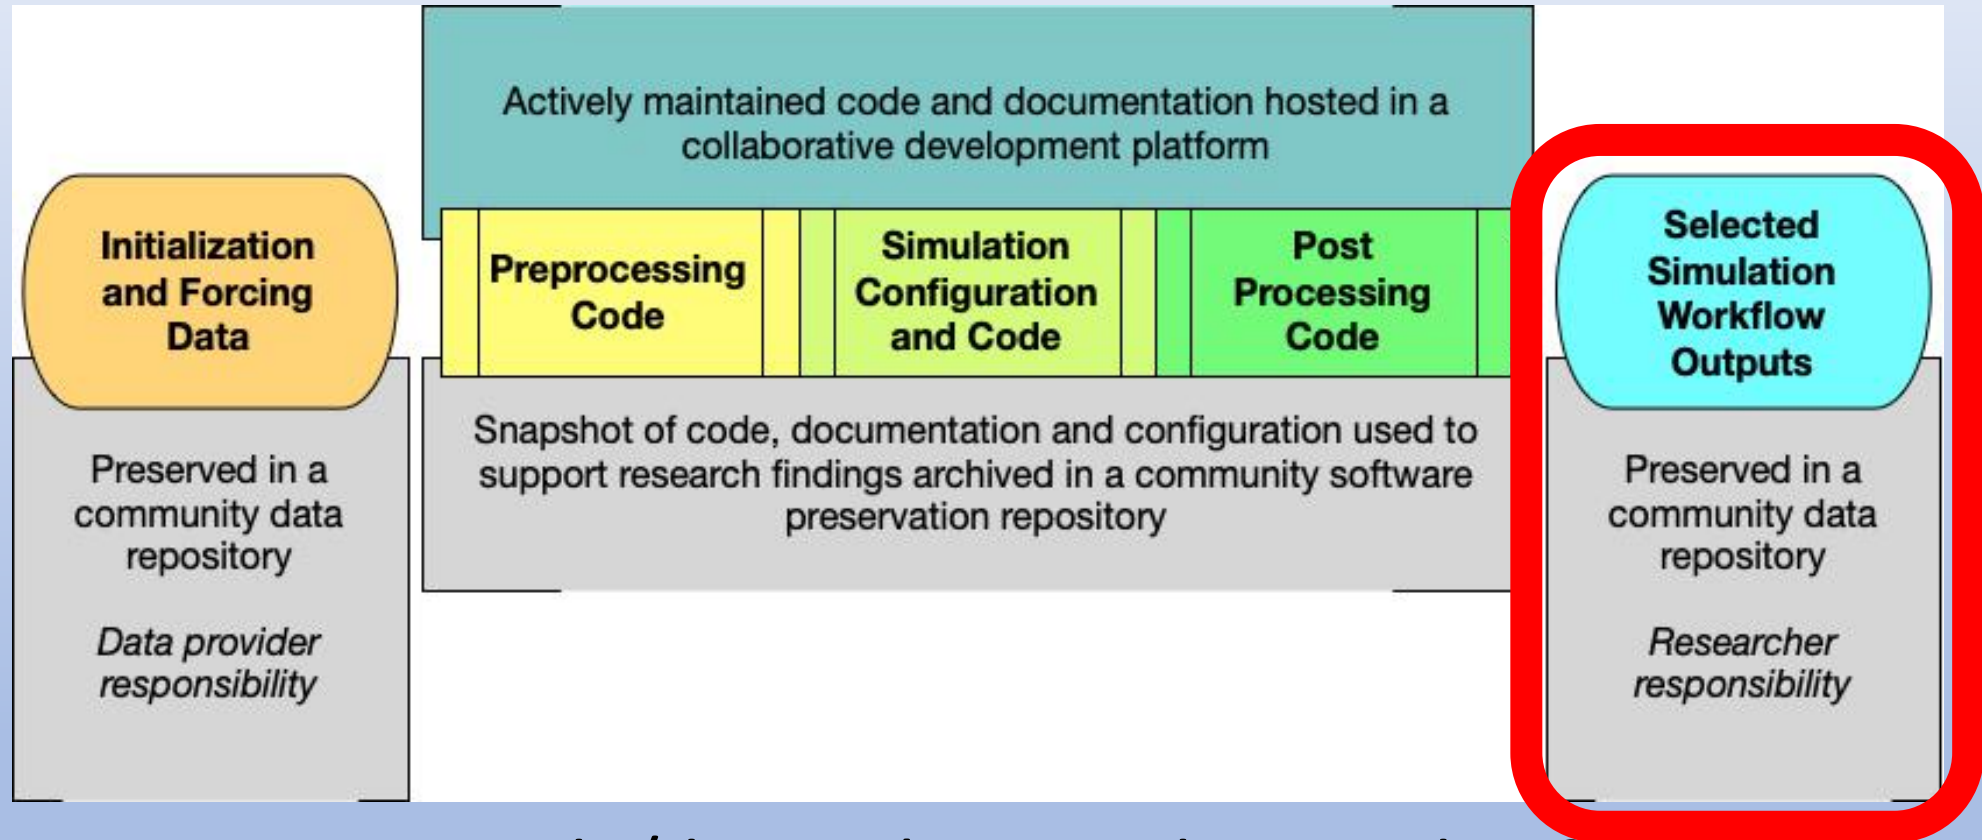 Actively maintained code and documentation hosted in a
collaborative development platform
Initialization
and Forcing
Data
Preprocessing
Code
Simulation
Configuration
and Code
Post
Processing
Code
Selected
Simulation
Workflow
Outputs
Preserved in a
community data
repository
Data provider
responsibility
Snapshot of code, documentation and configuration used to
support research findings archived in a community software
preservation repository
Preserved in a
community data
repository
Researcher
responsibility